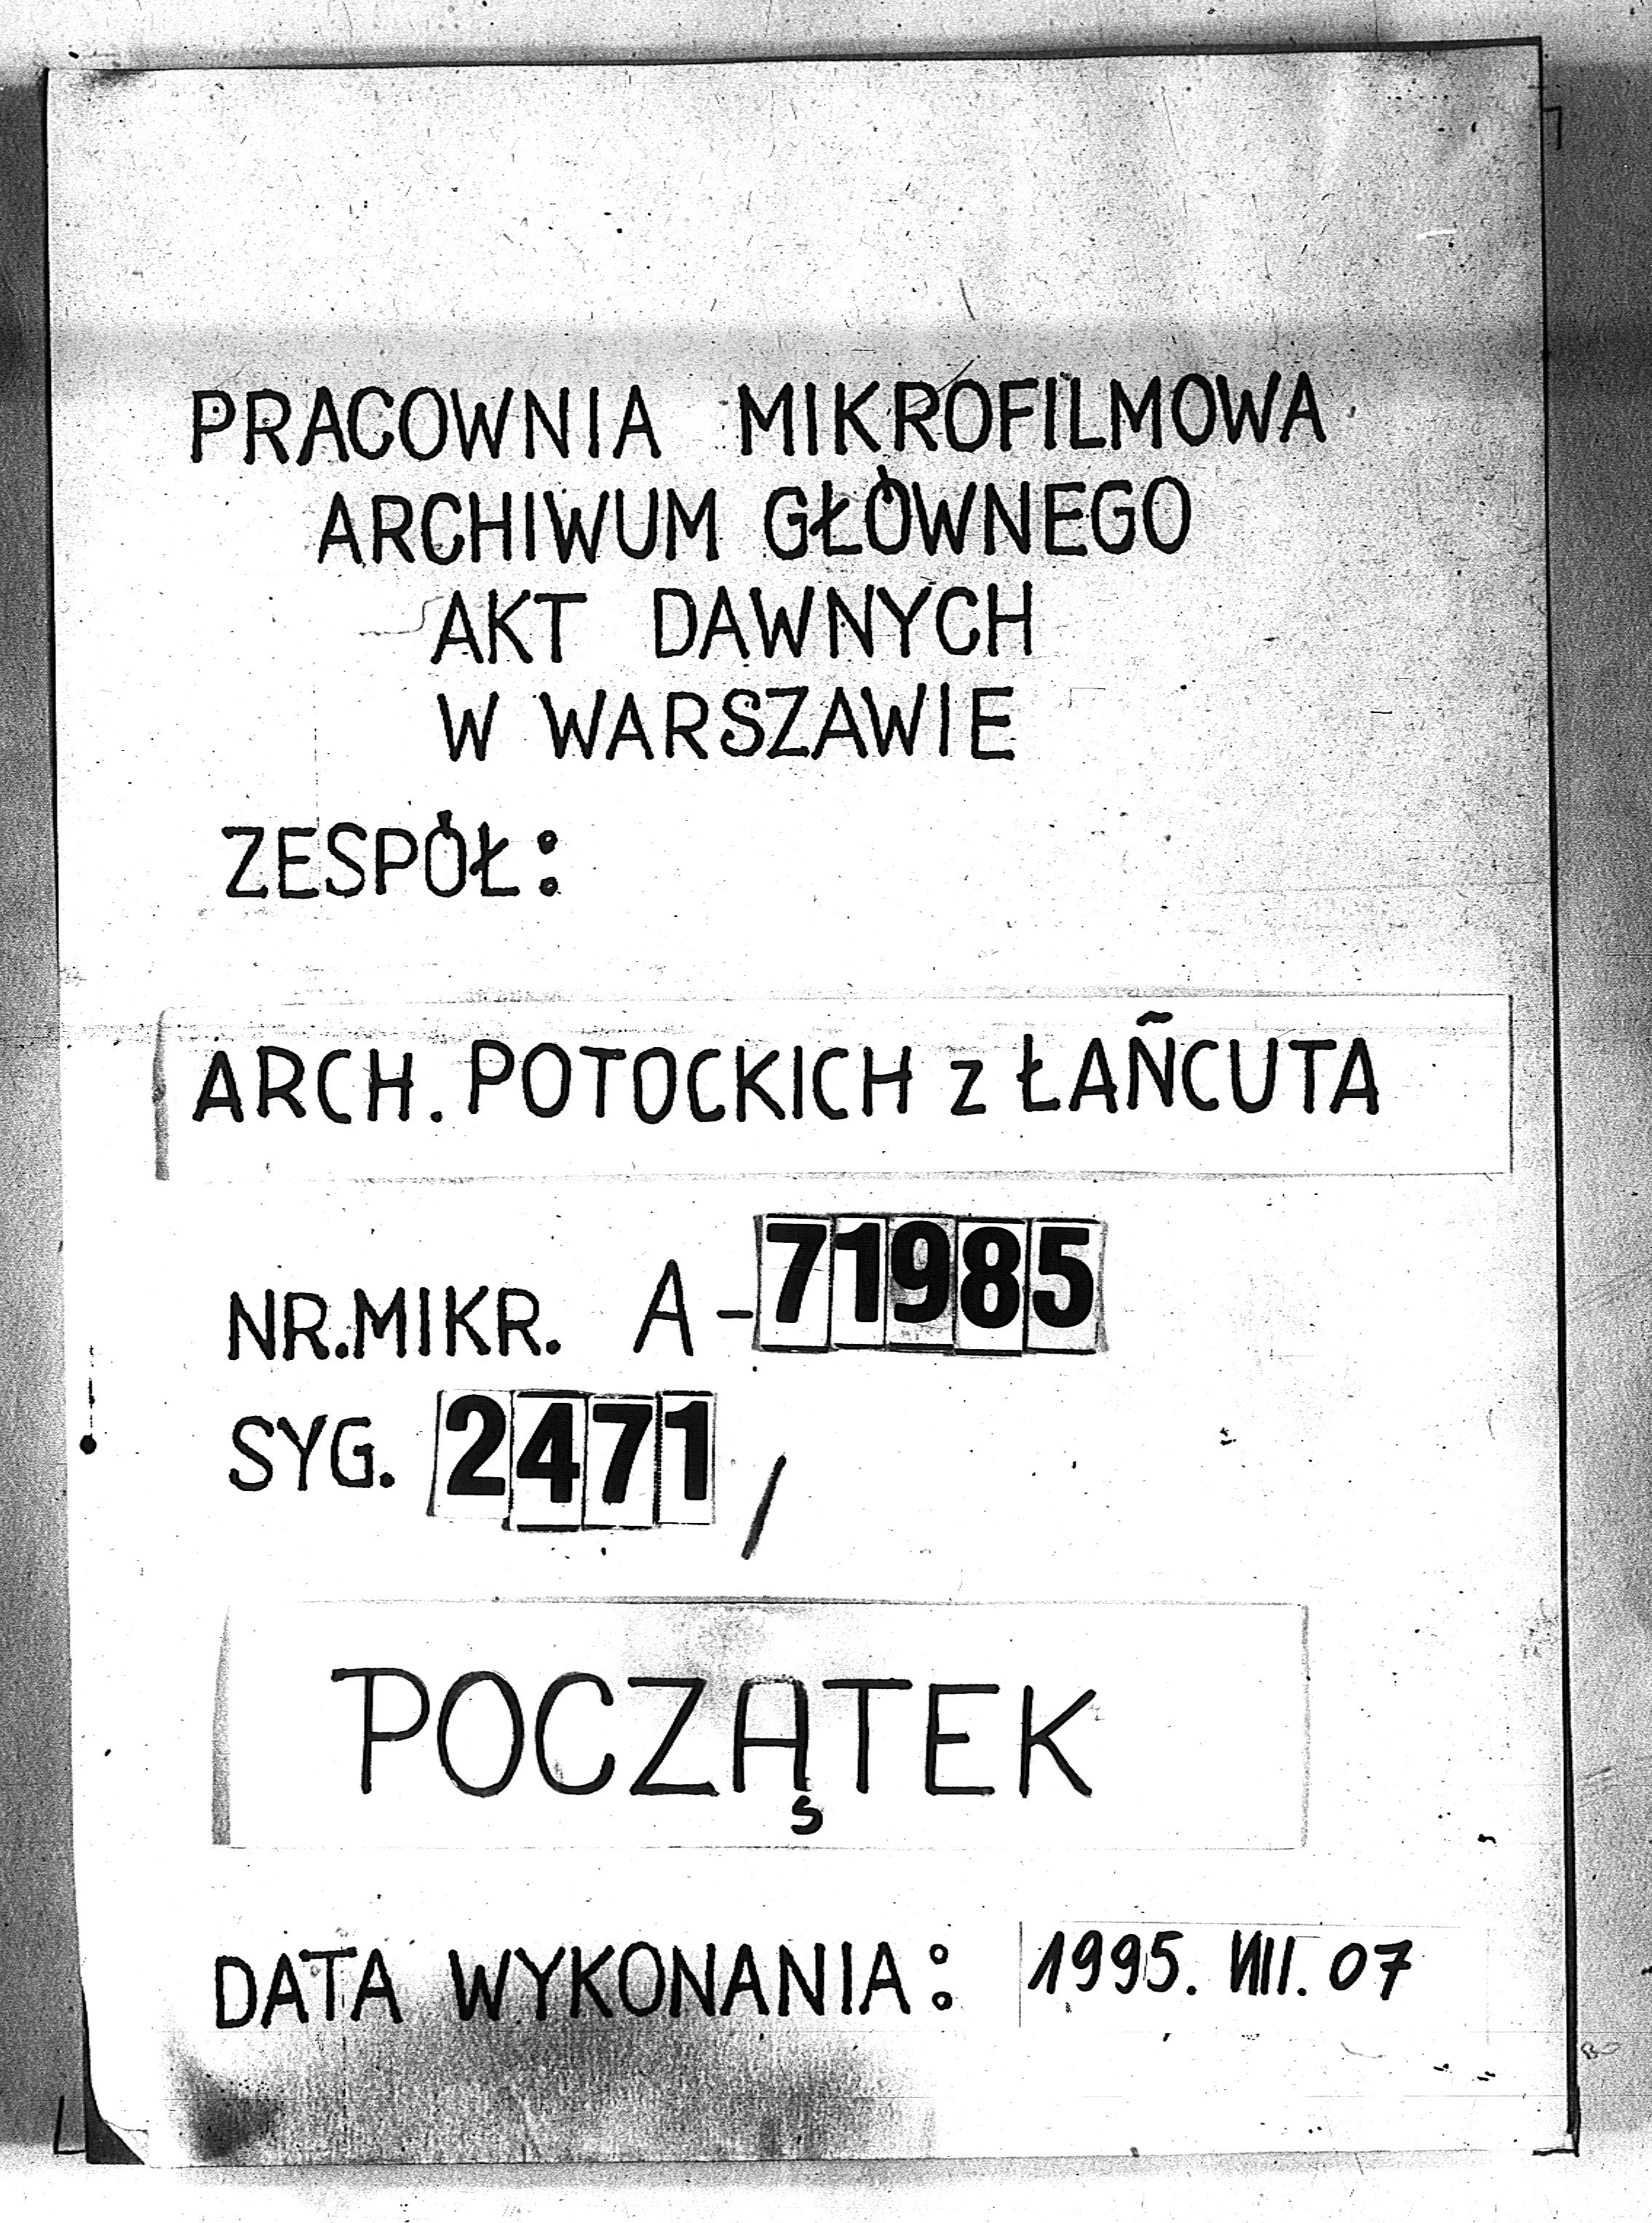 PRACOWNIA MIKROFILMOWA
ARCHIWUM GŁÓWNEGO
AKT DAWNYCH
W WARSZAWIE
ZESPÓŁ:
ARCH. POTOCKICH z ŁAÑCUTA
NR.MIKR. A-71985
SYG. 2471/
POCZĄTEK
DATA WYKONANIA: 1995. VIII. 07